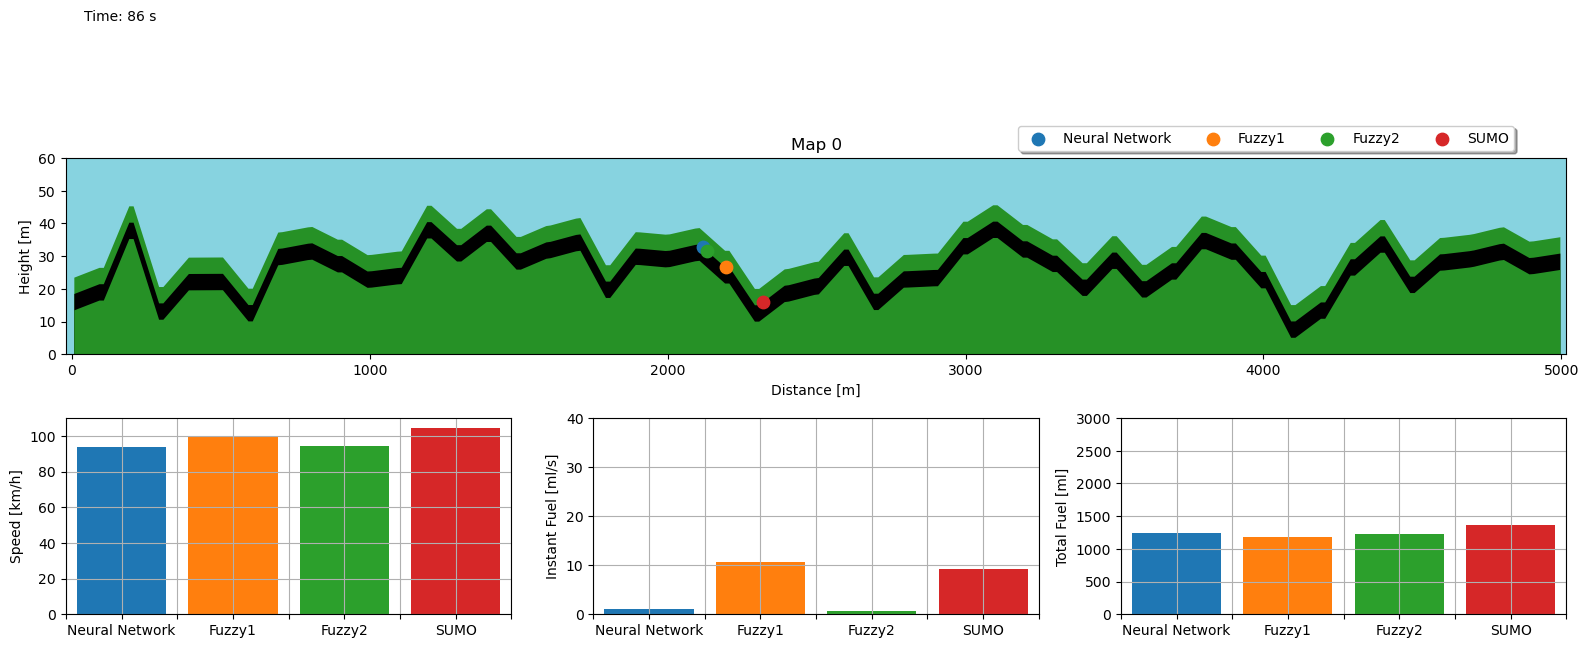 Time: 86 s
Map 0
Neural Network Fuzzy1 Fuzzy2 SUMO
Height [m]
60
50
40
30
20
10
0
0 1000 2000 3000 4000 5000
Distance [m]
Speed [km/h]
100
80
60
40
20
0
Neural Network Fuzzy1 Fuzzy2 SUMO
Instant Fuel [ml/s]
40
30
20
10
0
Neural Network Fuzzy1 Fuzzy2 SUMO
Total Fuel [ml]
3000
2500
2000
1500
1000
500
0
Neural Network Fuzzy1 Fuzzy2 SUMO